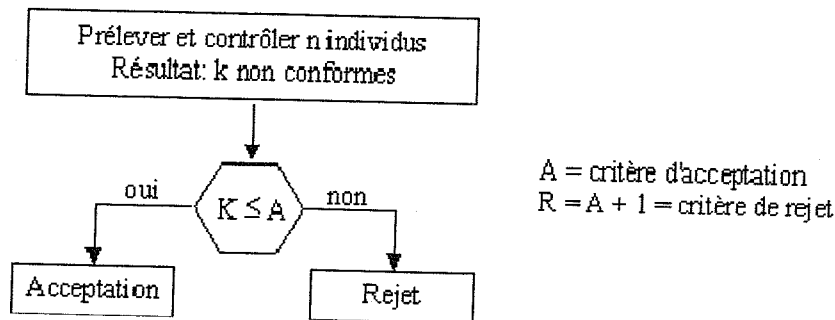 Prélever et contrôler n individus
Résultat: k non conformes
oui
K ≤ A
non
A = critère d'acceptation
R = A + 1 = critère de rejet
Acceptation
Rejet